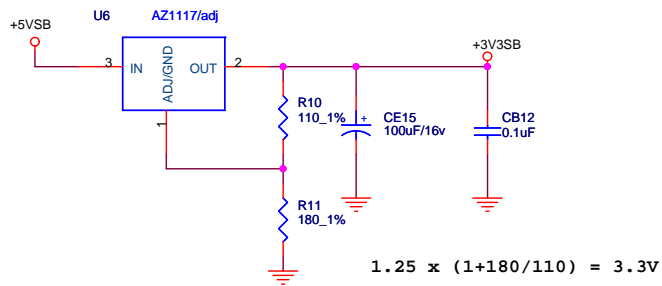 +5VSB
U6 AZ1117/adj
+3V3SB
3 IN OUT 2
ADJ/GND
1
R10
110_1%
+
CE15
100uF/16v
CB12
0.1uF
R11
180_1%
1.25 x (1+180/110) = 3.3V